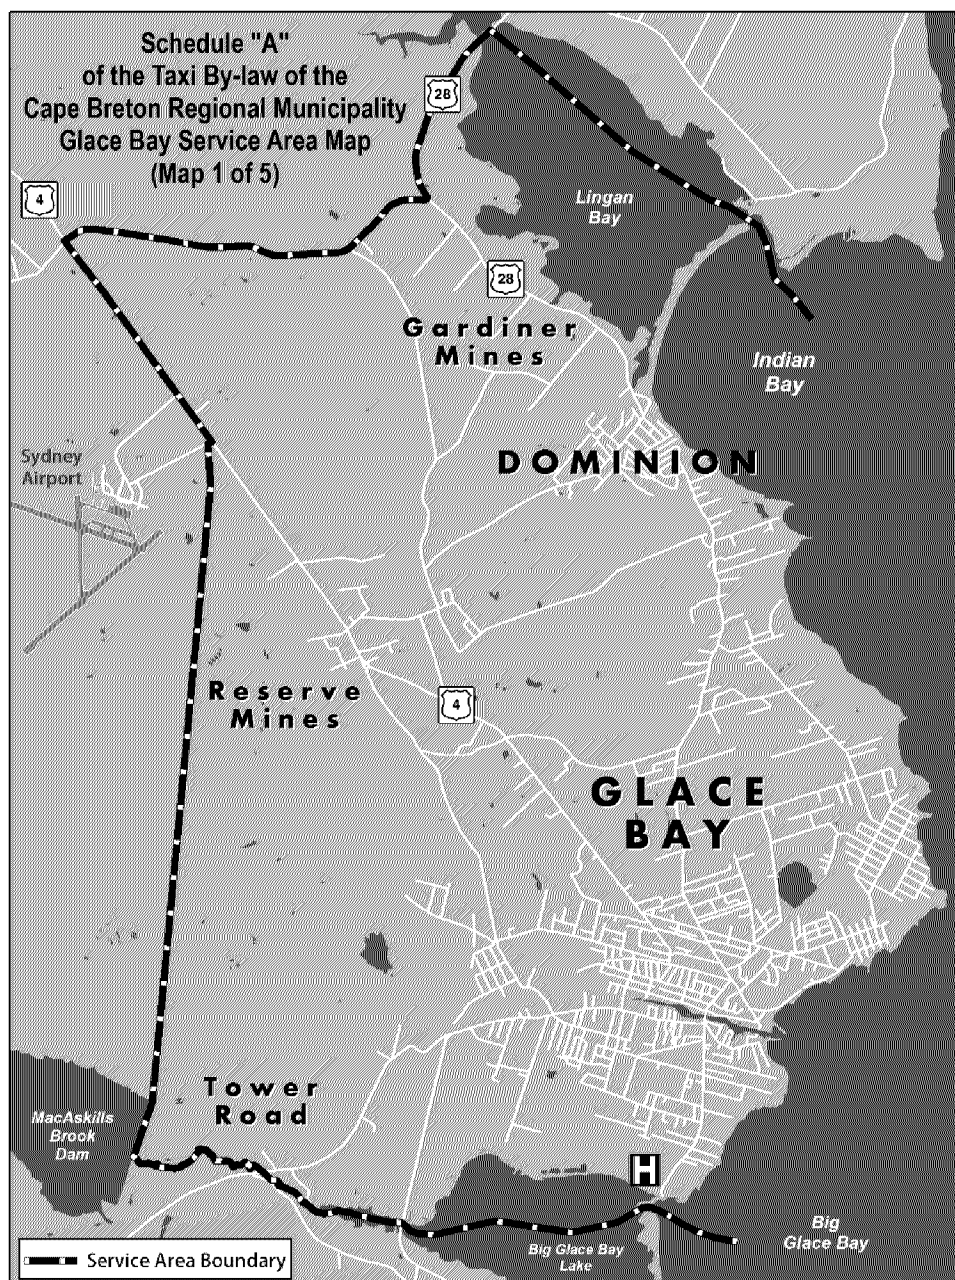 Schedule "A"
of the Taxi By-law of the
Cape Breton Regional Municipality
Glace Bay Service Area Map
(Map 1 of 5)
28
4
Lingan
Bay
28
Gardiner
Mines
Indian
Bay
DOMINION
Sydney
Airport
Reserve
Mines
4
GLACE
BAY
Tower
Road
MacAskills
Brook
Dam
H
Big
Glace Bay
Big Glace Bay
Lake
Service Area Boundary